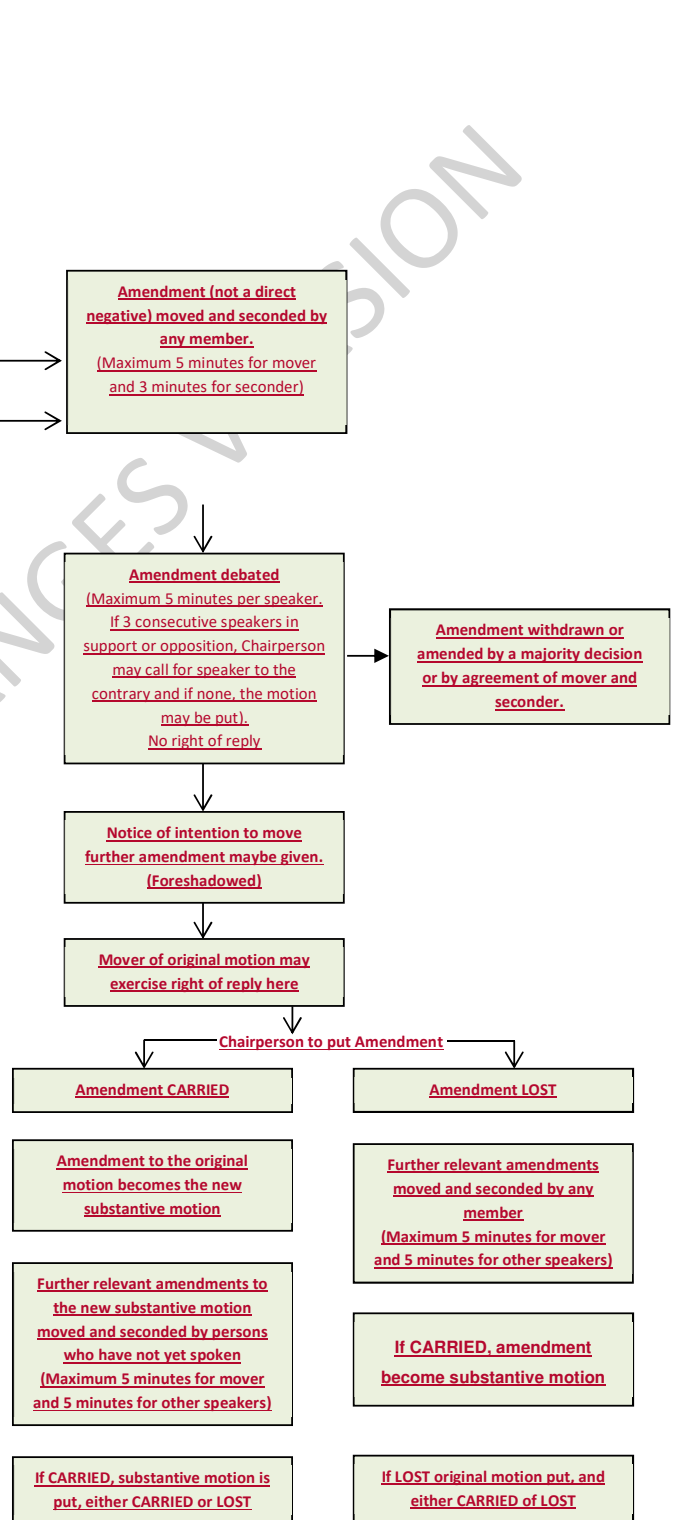 Amendment (not a direct
negative) moved and seconded by
any member.
(Maximum 5 minutes for mover
and 3 minutes for seconder)
Amendment debated
(Maximum 5 minutes per speaker.
If 3 consecutive speakers in
support or opposition, Chairperson
may call for speaker to the
contrary and if none, the motion
may be put).
No right of reply
Amendment withdrawn or
amended by a majority decision
or by agreement of mover and
seconder.
Notice of intention to move
further amendment maybe given.
(Foreshadowed)
Mover of original motion may
exercise right of reply here
Chairperson to put Amendment
Amendment CARRIED
Amendment LOST
Amendment to the original
motion becomes the new
substantive motion
Further relevant amendments
moved and seconded by any
member
(Maximum 5 minutes for mover
and 5 minutes for other speakers)
Further relevant amendments to
the new substantive motion
moved and seconded by persons
who have not yet spoken
(Maximum 5 minutes for mover
and 5 minutes for other speakers)
If CARRIED, amendment
become substantive motion
If CARRIED, substantive motion is
put, either CARRIED or LOST
If LOST original motion put, and
either CARRIED of LOST